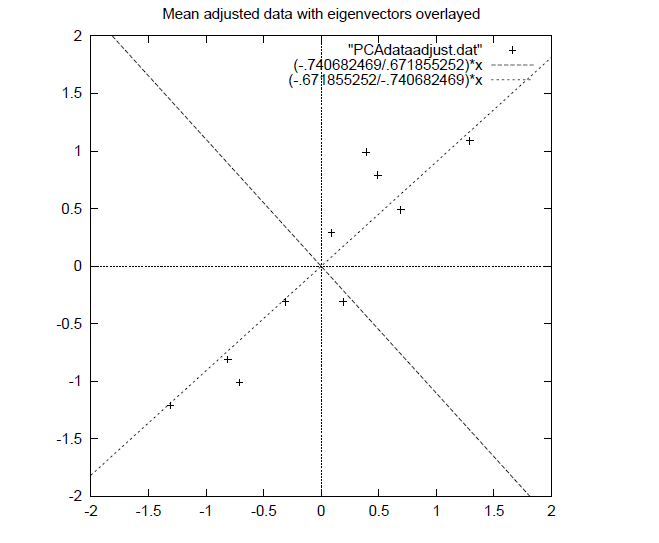 Mean adjusted data with eigenvectors overlayed
2
1.5
1
0.5
0
-0.5
-1
-1.5
-2
"PCAdataadjust.dat"
(-.740682469/.671855252)*x
(-.671855252/-.740682469)*x
-2 -1.5 -1 -0.5 0 0.5 1 1.5 2